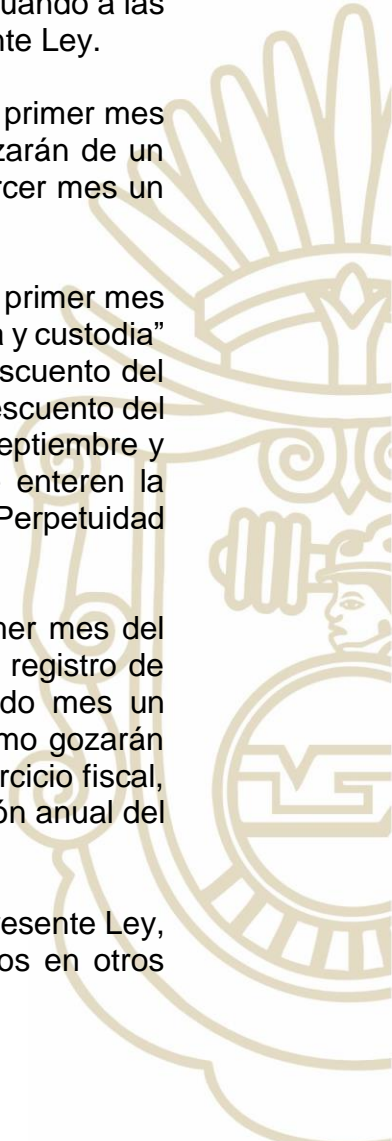 cuando a las
nte Ley.
primer mes
zarán de un
rcer mes un
primer mes
a y custodia”
scuento del
escuento del
eptiembre y
enteren la
Perpetuidad
ner mes del
registro de
do mes un
mo gozarán
rcicio fiscal,
ón anual del
resente Ley,
os en otros